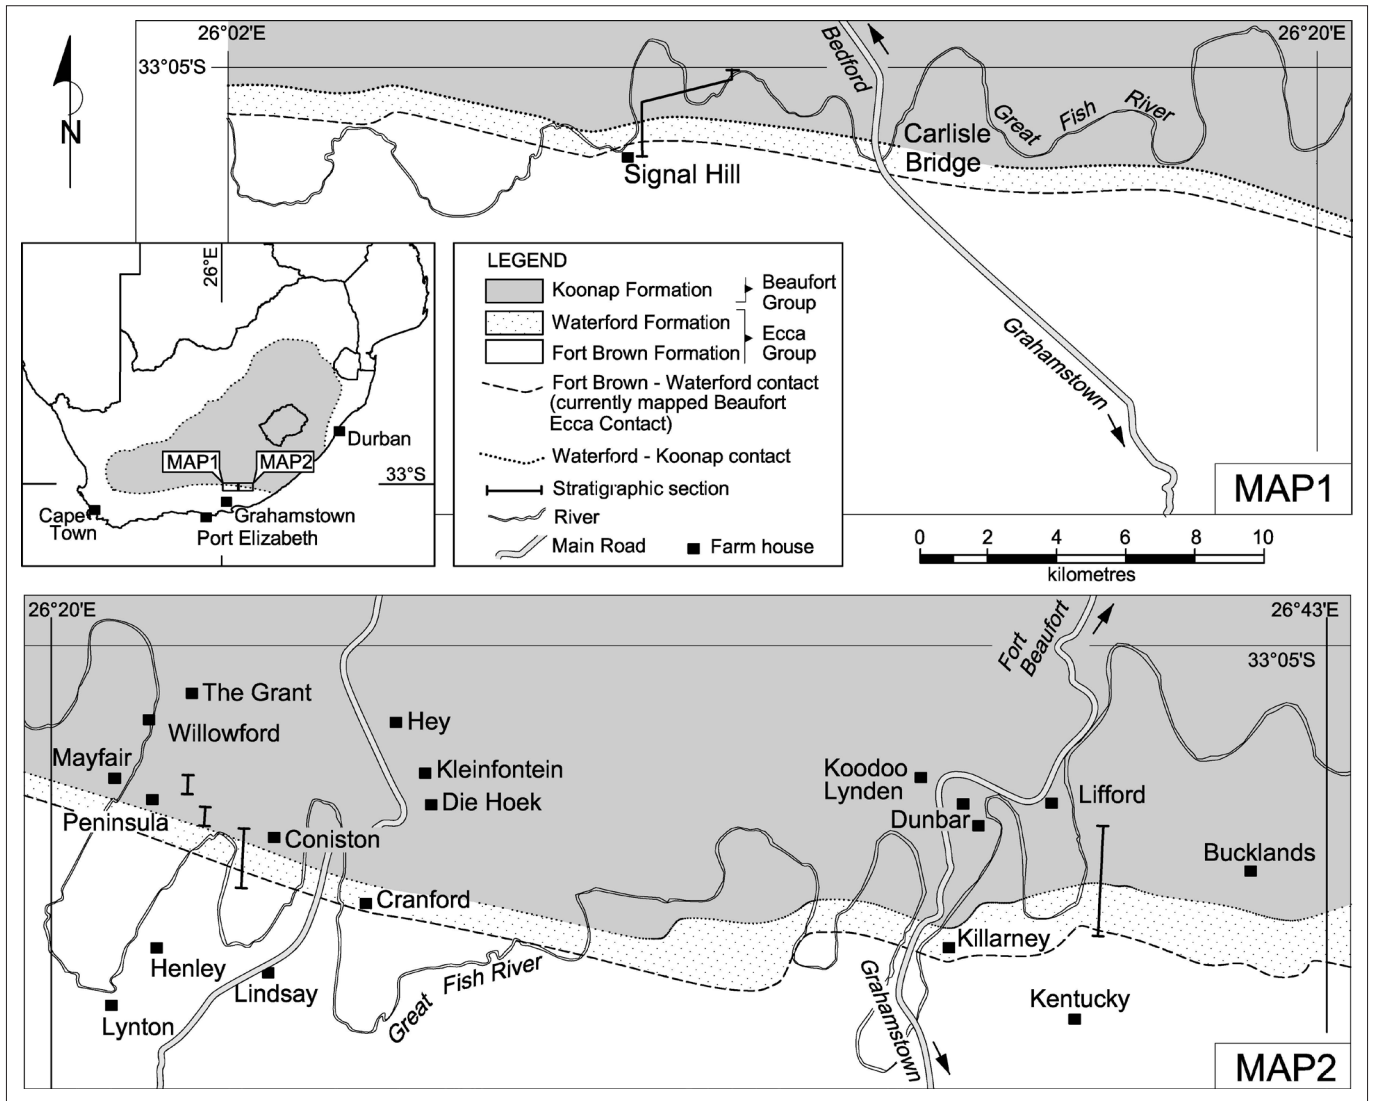 26°02'E
26°20'E
33°05'S
N
Bedford
Great
Fish
River
Carlisle
Bridge
Signal Hill
Grahamstown
MAP1
26°E
Durban
MAP1
MAP2
33°S
Cape
Town
Grahamstown
Port Elizabeth
LEGEND
Koonap Formation
Beaufort
Group
Waterford Formation
Fort Brown Formation
Ecca
Group
Fort Brown - Waterford contact
(currently mapped Beaufort
Ecca Contact)
Waterford - Koonap contact
Stratigraphic section
River
Main Road
Farm house
0 2 4 6 8 10
kilometres
26°20'E
26°43'E
33°05'S
Fort
Beaufort
The Grant
Willowford
Hey
Mayfair
Kleinfontein
Die Hoek
Peninsula
Coniston
Koodoo
Lynden
Dunbar
Lifford
Bucklands
Cranford
Killarney
Henley
Lindsay
Lynton
Great
Fish River
Grahamstown
Kentucky
MAP2